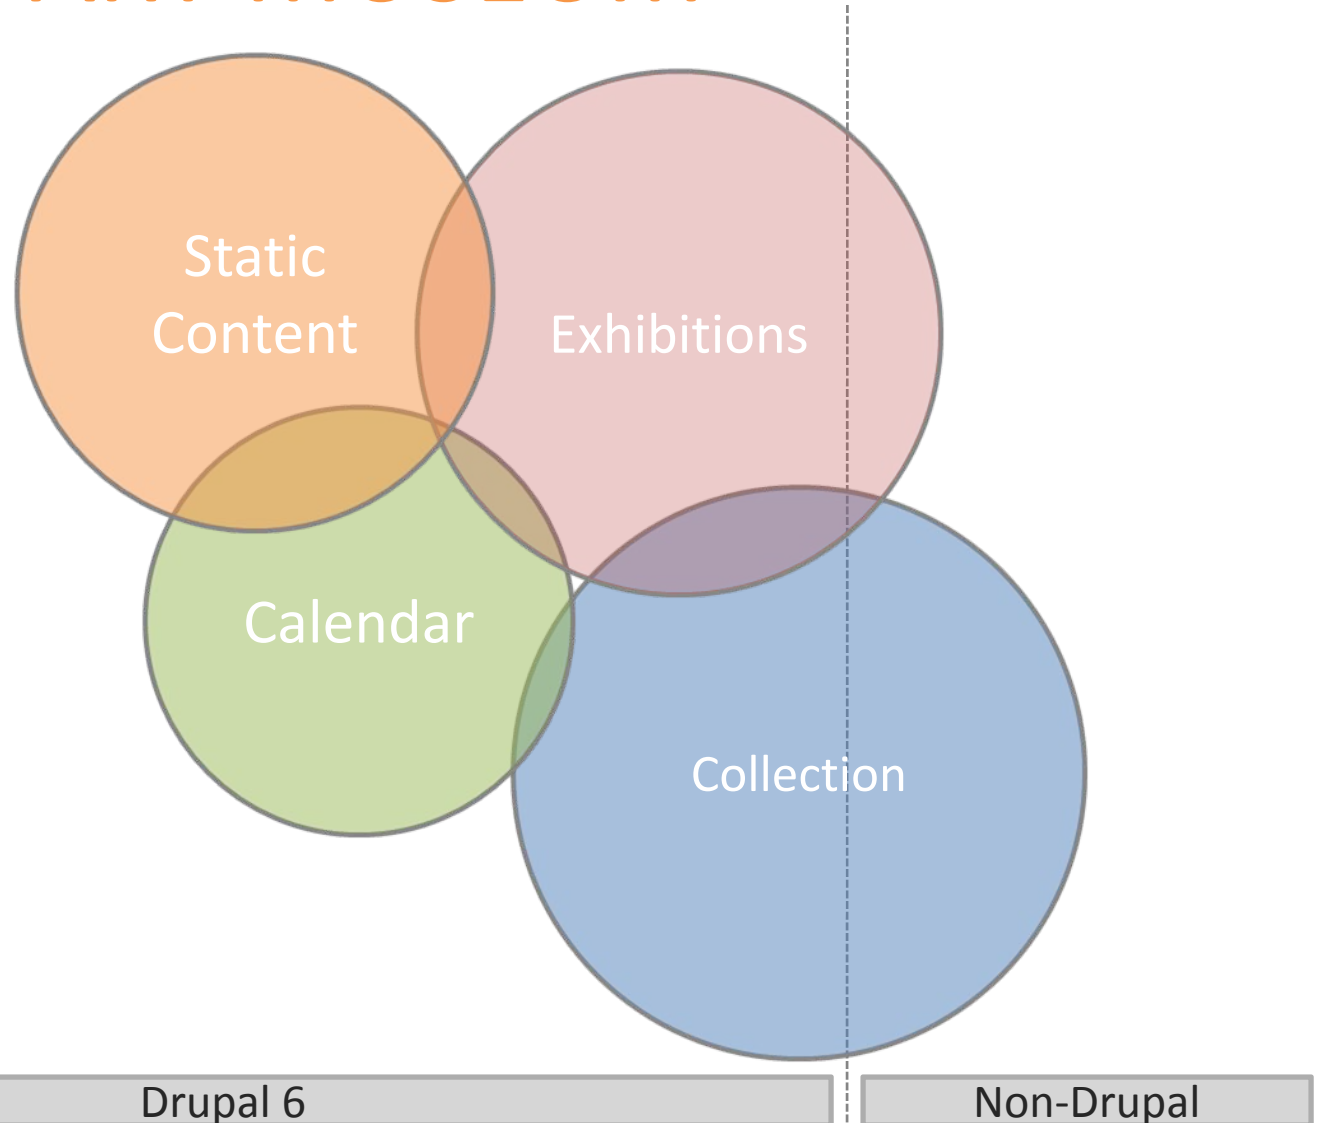 Static
Content
Exhibitions
Calendar
Collection
Drupal 6
Non-Drupal